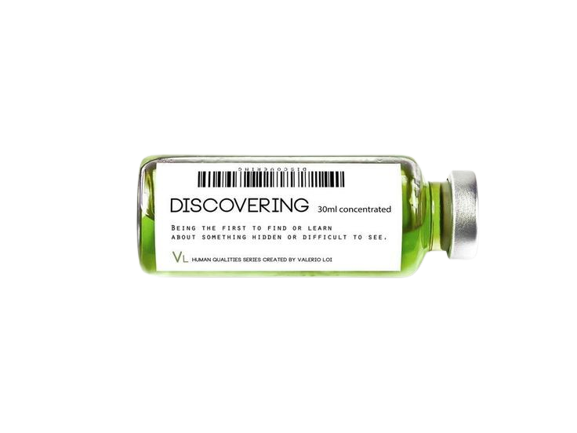 DISCOVERING
DISCOVERING 30ml concentrated
BEING THE FIRST TO FIND OR LEARN
ABOUT SOMETHING HIDDEN OR DIFFICULT TO SEE.
VL HUMAN QUALITIES SERIES CREATED BY VALERIO LOI